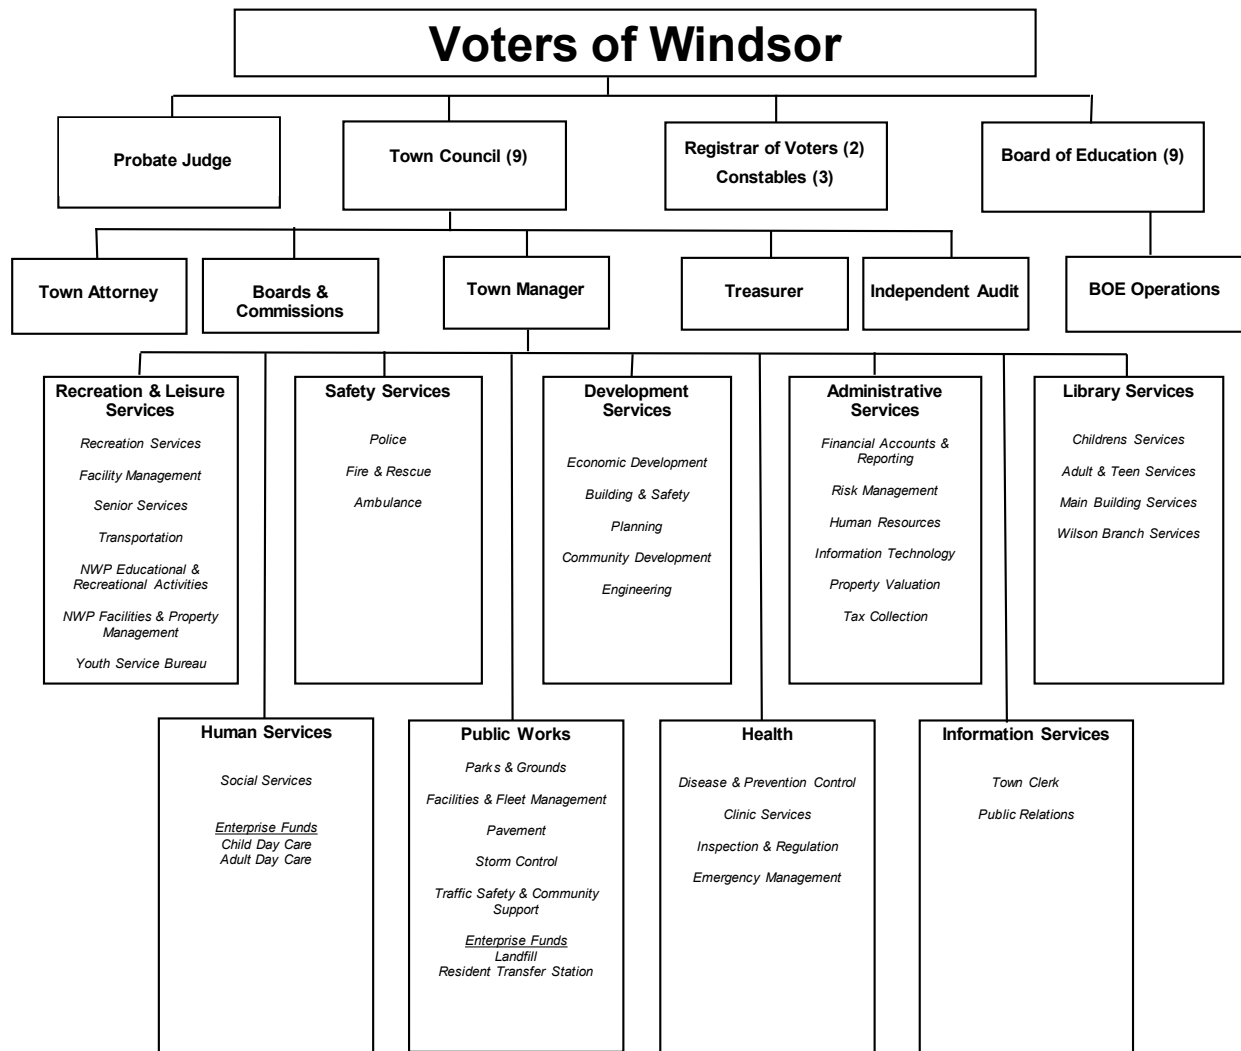 Voters of Windsor
Probate Judge
Town Council (9)
Registrar of Voters (2)
Constables (3)
Board of Education (9)
Town Attorney
Boards &
Commissions
Town Manager
Treasurer
Independent Audit
BOE Operations
Recreation & Leisure
Services
Recreation Services
Facility Management
Senior Services
Transportation
NWP Educational &
Recreational Activities
NWP Facilities & Property
Management
Youth Service Bureau
Safety Services
Police
Fire & Rescue
Ambulance
Development
Services
Economic Development
Building & Safety
Planning
Community Development
Engineering
Administrative
Services
Financial Accounts &
Reporting
Risk Management
Human Resources
Information Technology
Property Valuation
Tax Collection
Library Services
Childrens Services
Adult & Teen Services
Main Building Services
Wilson Branch Services
Human Services
Social Services
Enterprise Funds
Child Day Care
Adult Day Care
Public Works
Parks & Grounds
Facilities & Fleet Management
Pavement
Storm Control
Traffic Safety & Community
Support
Enterprise Funds
Landfill
Resident Transfer Station
Health
Disease & Prevention Control
Clinic Services
Inspection & Regulation
Emergency Management
Information Services
Town Clerk
Public Relations